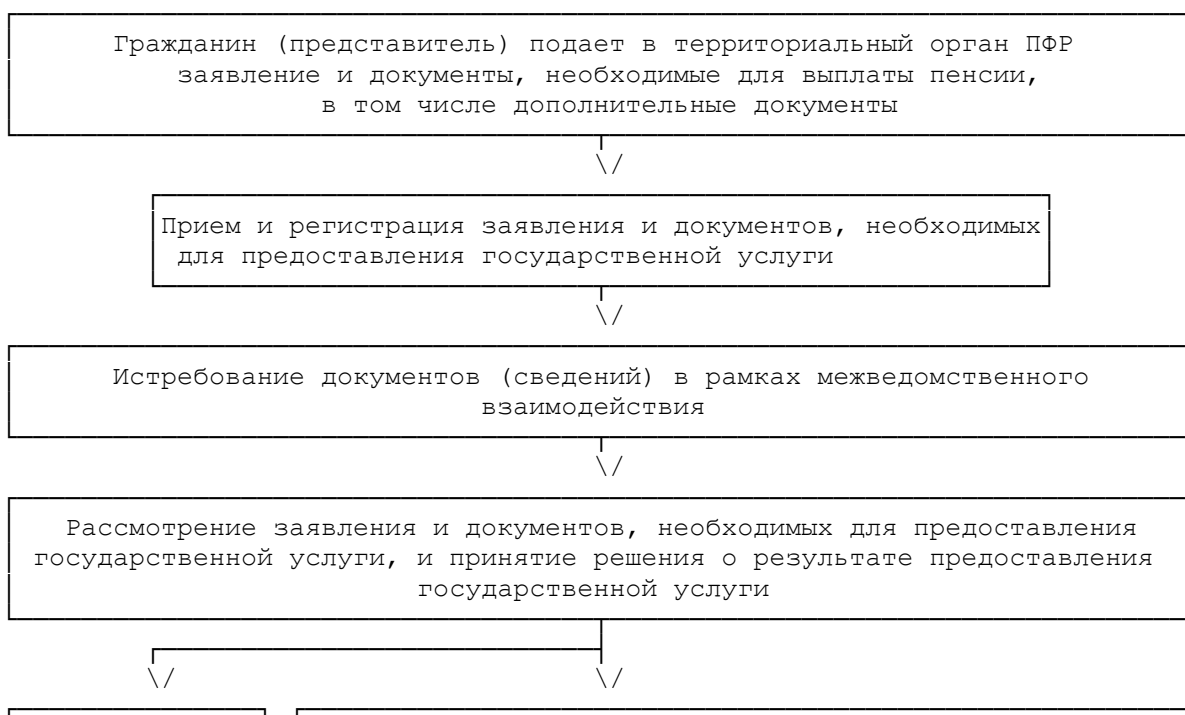 Гражданин (представитель) подает в территориальный орган ПФР
заявление и документы, необходимые для выплаты пенсии,
в том числе дополнительные документы
Прием и регистрация заявления и документов, необходимых
для предоставления государственной услуги
Истребование документов (сведений) в рамках межведомственного
взаимодействия
Рассмотрение заявления и документов, необходимых для предоставления
государственной услуги, и принятие решения о результате предоставления
государственной услуги